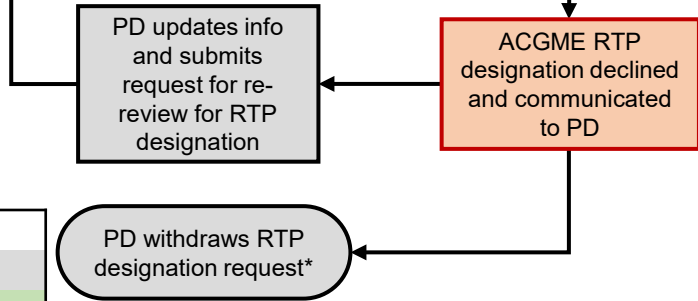 PD updates info
and submits
request for re-
review for RTP
designation
ACGME RTP
designation declined
and communicated
to PD
PD withdraws RTP
designation request*